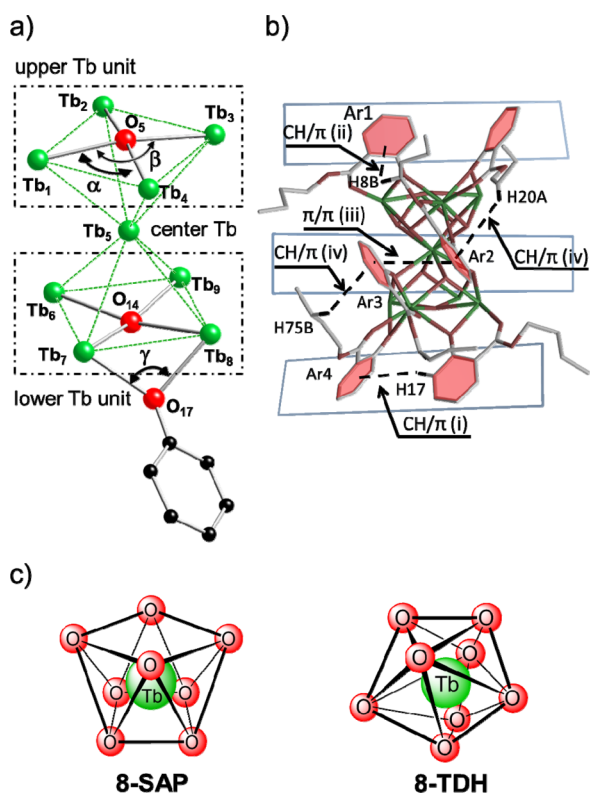 a)
upper Tb unit
Tb2
O5
Tb3
β
α
Tb1
Tb4
Tb5
center Tb
Tb9
Tb6
O14
Tb7
Tb8
γ
lower Tb unit
O17
b)
Ar1
CH/π (ii)
H8B
H20A
π/π (iii)
CH/π (iv)
Ar2
CH/π (iv)
Ar3
H75B
Ar4
H17
CH/π (i)
c)
O
O
O
O
Tb
O
O
O
O
8-SAP
O
O
O
O
Tb
O
O
O
O
8-TDH